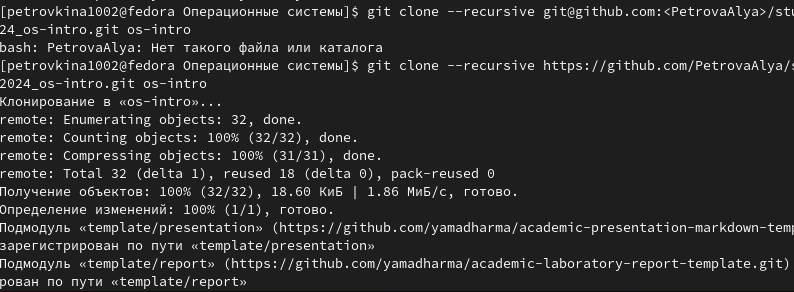 [petrovkina1002@fedora Операционные системы]$ git clone --recursive git@github.com:<PetrovaAlya>/stu
24_os-intro.git os-intro
bash: PetrovaAlya: Нет такого файла или каталога
[petrovkina1002@fedora Операционные системы]$ git clone --recursive https://github.com/PetrovaAlya/s
2024_os-intro.git os-intro
Клонирование в «os-intro»...
remote: Enumerating objects: 32, done.
remote: Counting objects: 100% (32/32), done.
remote: Compressing objects: 100% (31/31), done.
remote: Total 32 (delta 1), reused 18 (delta 0), pack-reused 0
Получение объектов: 100% (32/32), 18.60 КиБ | 1.86 МиБ/с, готово.
Определение изменений: 100% (1/1), готово.
Подмодуль «template/presentation» (https://github.com/yamadharma/academic-presentation-markdown-temp
зарегистрирован по пути «template/presentation»
Подмодуль «template/report» (https://github.com/yamadharma/academic-laboratory-report-template.git)
рован по пути «template/report»